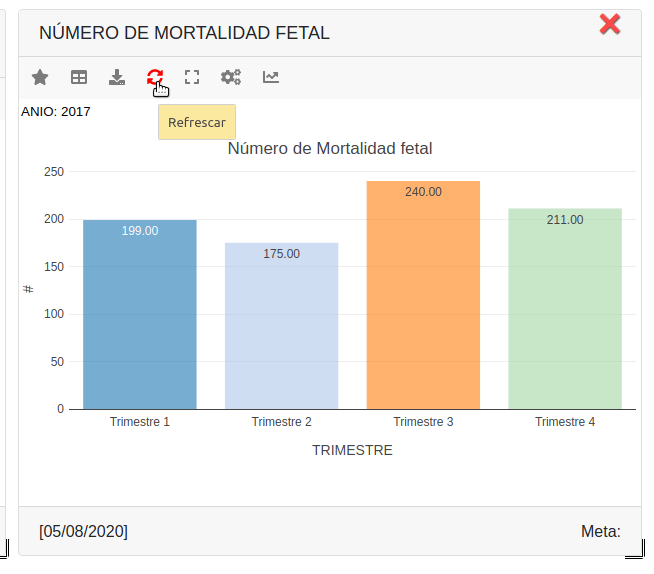 NÚMERO DE MORTALIDAD FETAL
ANIO: 2017
Refrescar
Número de Mortalidad fetal
250
200
150
100
50
0
#
199.00
175.00
240.00
211.00
Trimestre 1
Trimestre 2
Trimestre 3
Trimestre 4
TRIMESTRE
[05/08/2020]
Meta: